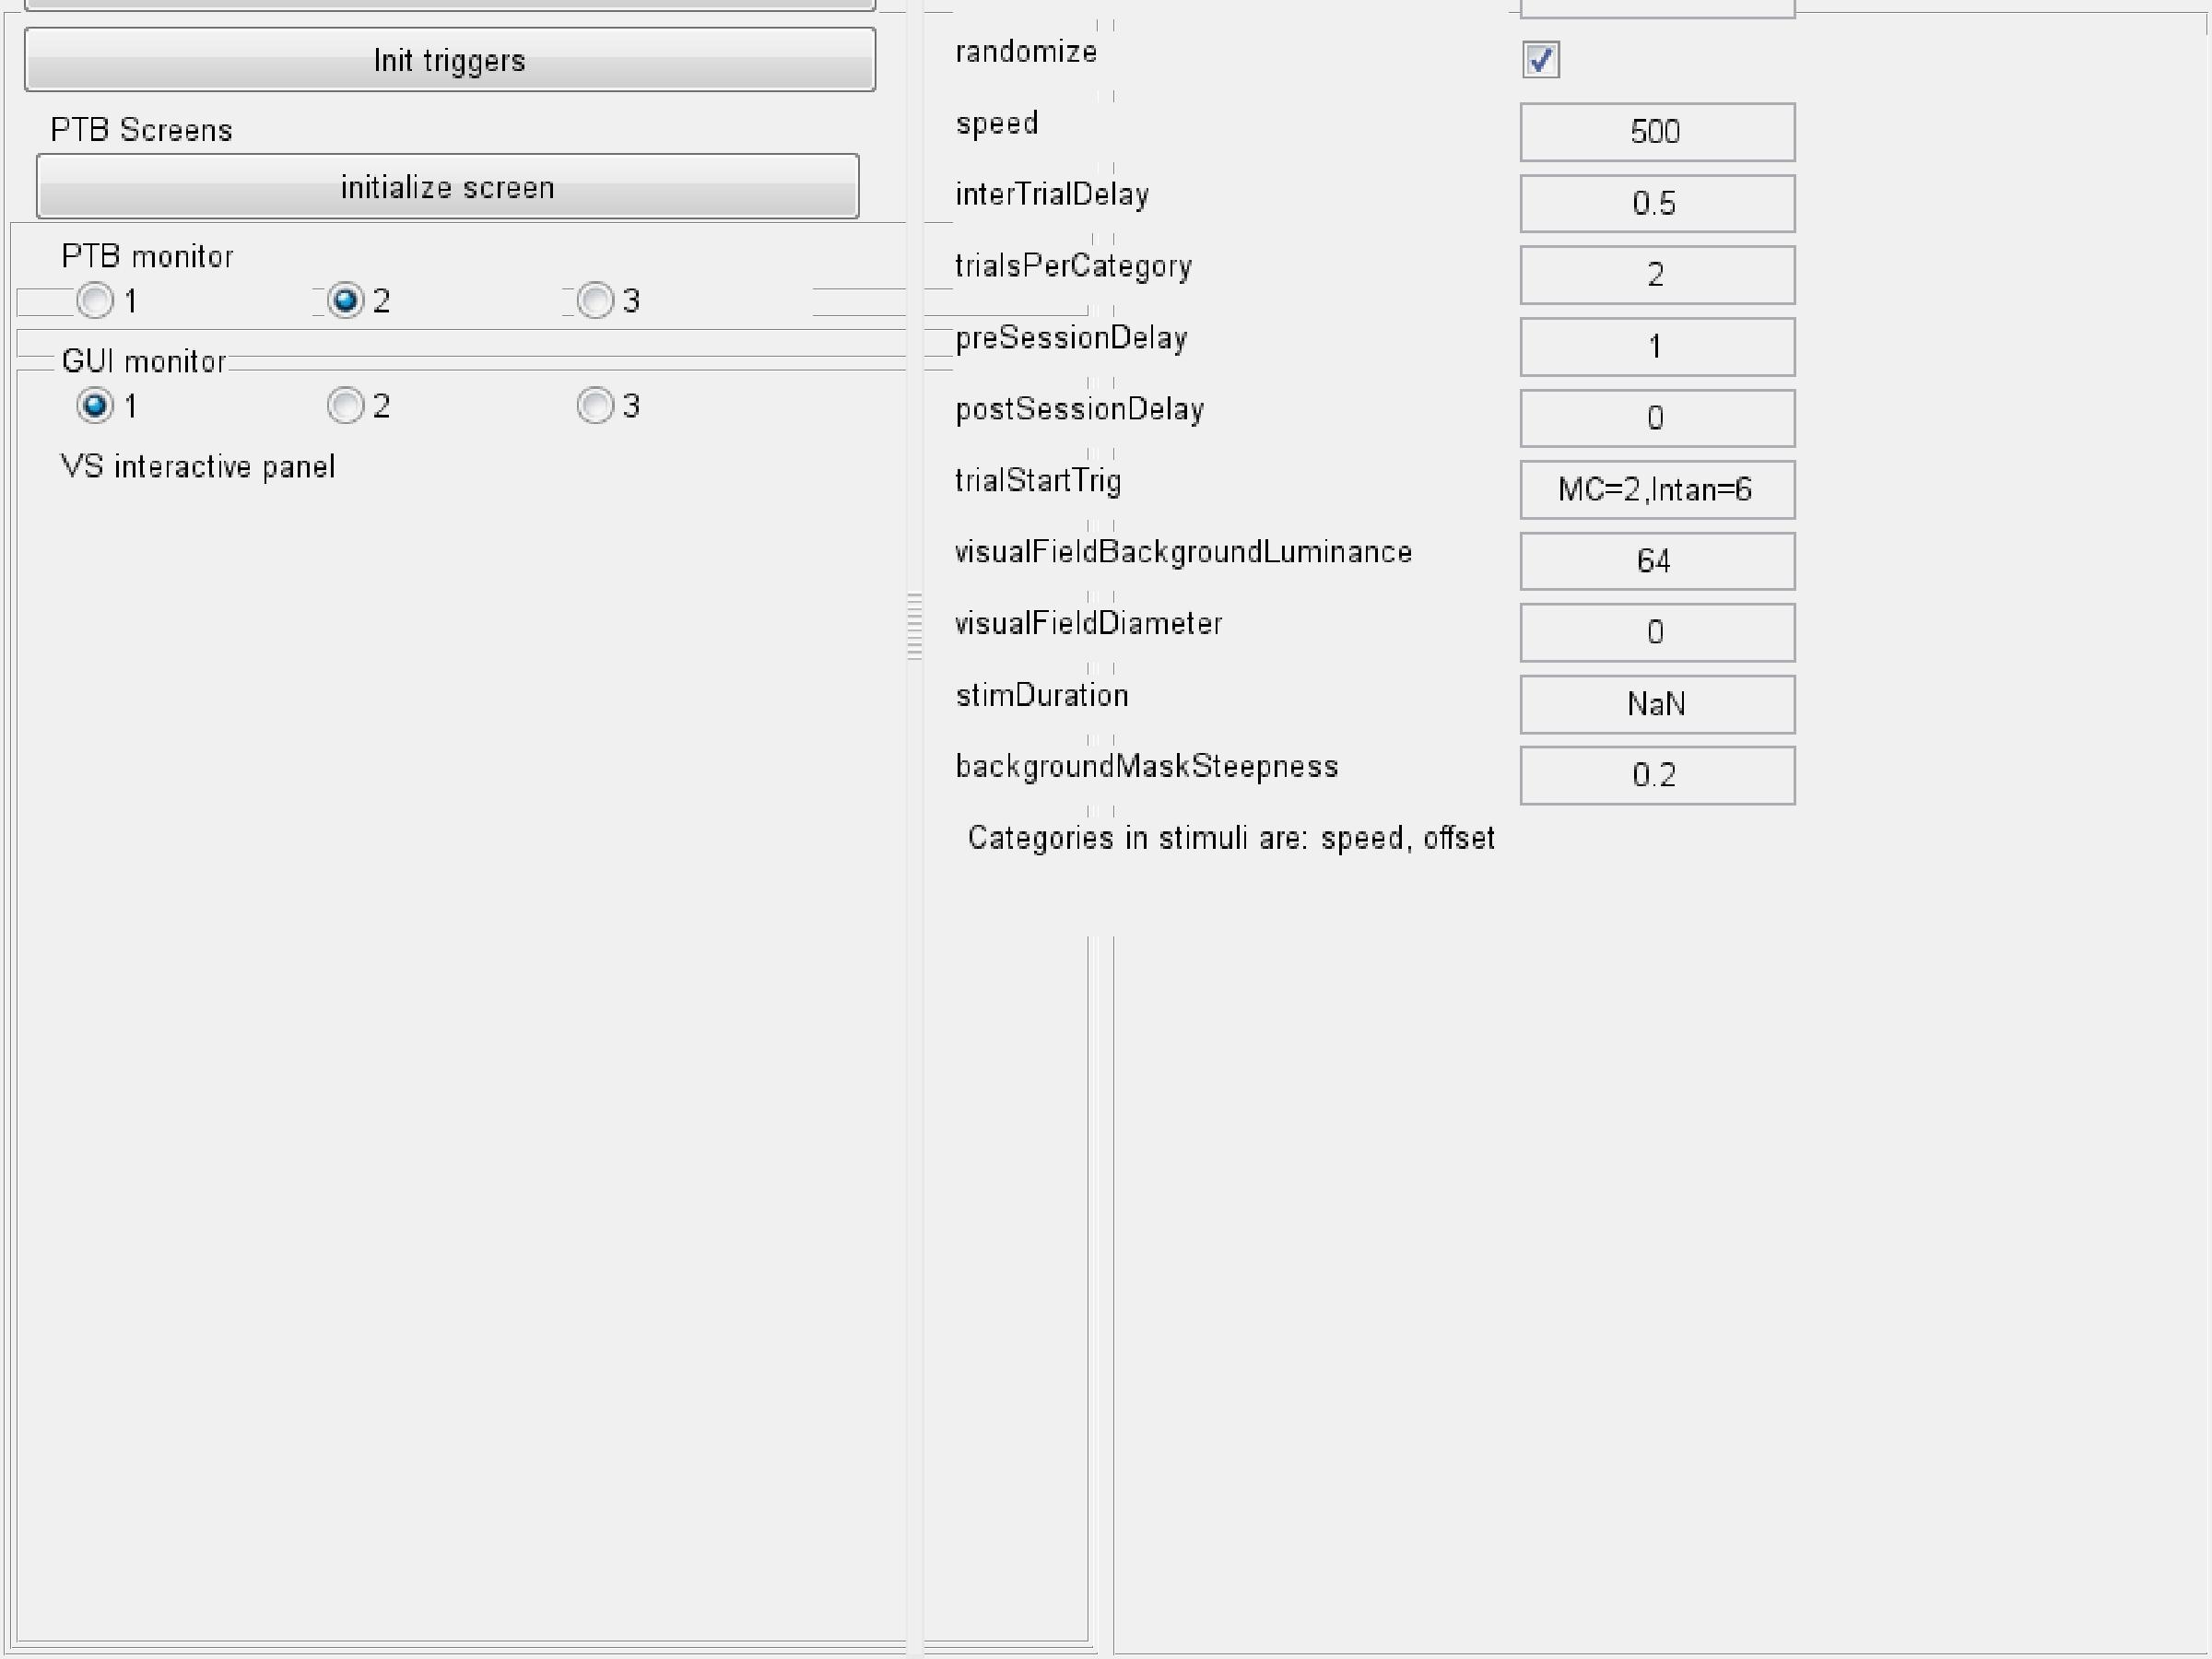 Init triggers
PTB Screens
initialize screen
PTB monitor
1 2 3
GUI monitor
1 2 3
VS interactive panel
randomize
speed 500
interTrialDelay 0.5
trialsPerCategory 2
preSessionDelay 1
postSessionDelay 0
trialStartTrig MC=2,Intan=6
visualFieldBackgroundLuminance 64
visualFieldDiameter 0
stimDuration NaN
backgroundMaskSteepness 0.2
Categories in stimuli are: speed, offset